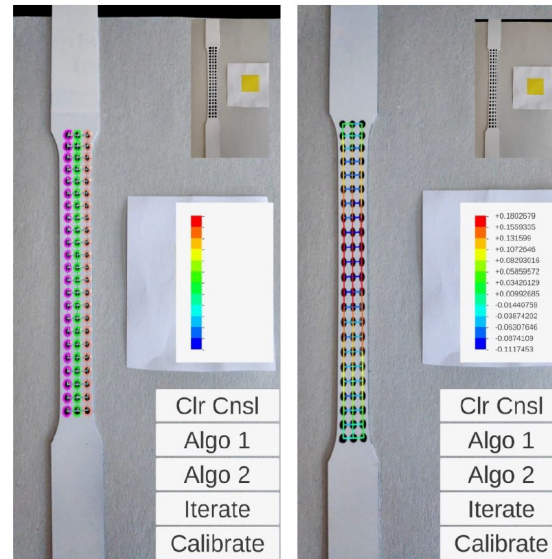 Clr Cnsl
Algo 1
Algo 2
Iterate
Calibrate
+0.1802579
+0.1559335
+0.131599
+0.1072646
+0.08293016
+0.05859572
+0.03420129
+0.00992685
-0.01440759
-0.03874202
-0.06307646
-0.0874109
-0.1117453
Clr Cnsl
Algo 1
Algo 2
Iterate
Calibrate